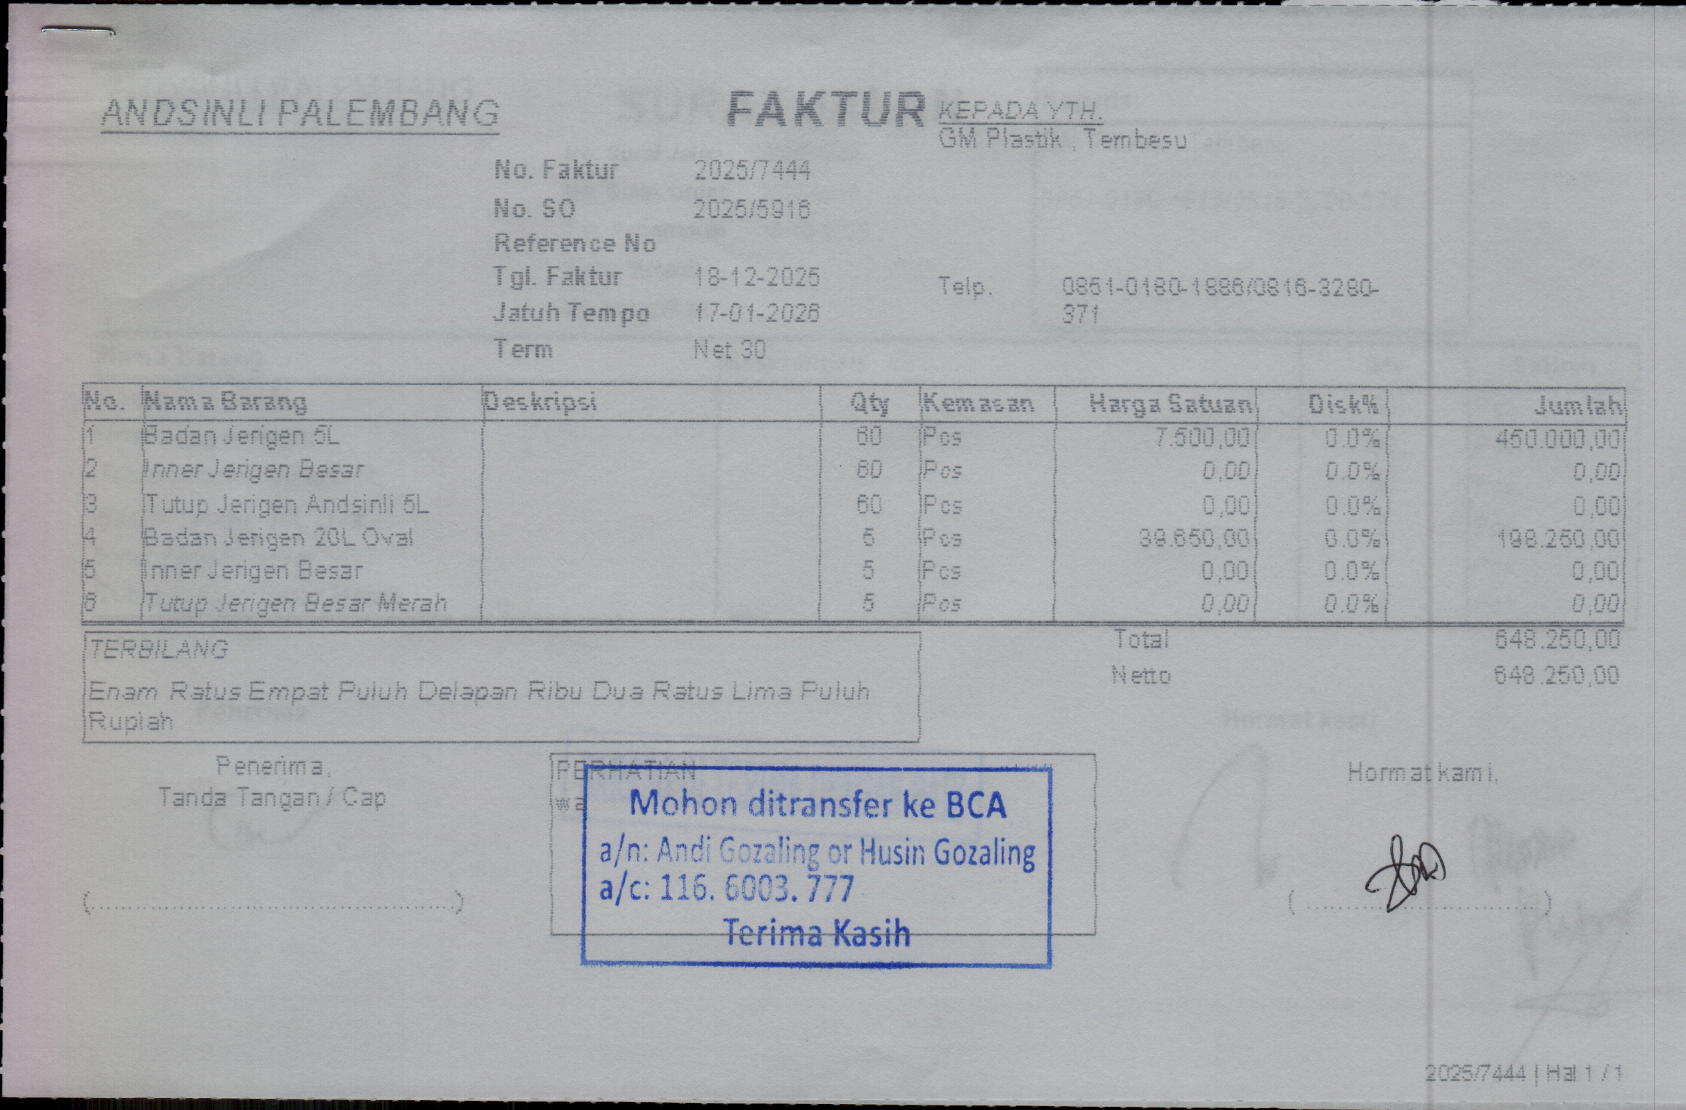 ANDSINLI PALEMBANG
FAKTUR
KEPADA YTH.
GM Plastik , Tembesu
No. Faktur 2025/7444
No. SO 2025/5916
Reference No
Tgl. Faktur 18-12-2025
Telp. 0851-0180-1886/0816-3280-
371
Jatuh Tempo 17-01-2026
Term Net 30
No. Nama Barang Deskripsi Qty Kemasan Harga Satuan Disk% Jumlah
1 Badan Jerigen 5L 60 Pcs 7.500,00 0.0% 450.000,00
2 Inner Jerigen Besar 60 Pcs 0,00 0.0% 0,00
3 Tutup Jerigen Andsinli 5L 60 Pcs 0,00 0.0% 0,00
4 Badan Jerigen 20L Oval 5 Pcs 39.650,00 0.0% 198.250,00
5 Inner Jerigen Besar 5 Pcs 0,00 0.0% 0,00
6 Tutup Jerigen Besar Merah 5 Pcs 0,00 0.0% 0,00
TERBILANG
Enam Ratus Empat Puluh Delapan Ribu Dua Ratus Lima Puluh
Rupiah
Total 648.250,00
Netto 648.250,00
Penerima,
Tanda Tangan / Cap
(........................................)
PERHATIAN
Mohon ditransfer ke BCA
a/n: Andi Gozaling or Husin Gozaling
a/c: 116. 6003. 777
Terima Kasih
Hormat kami,
(..............................)
2025/7444 | Hal 1 / 1